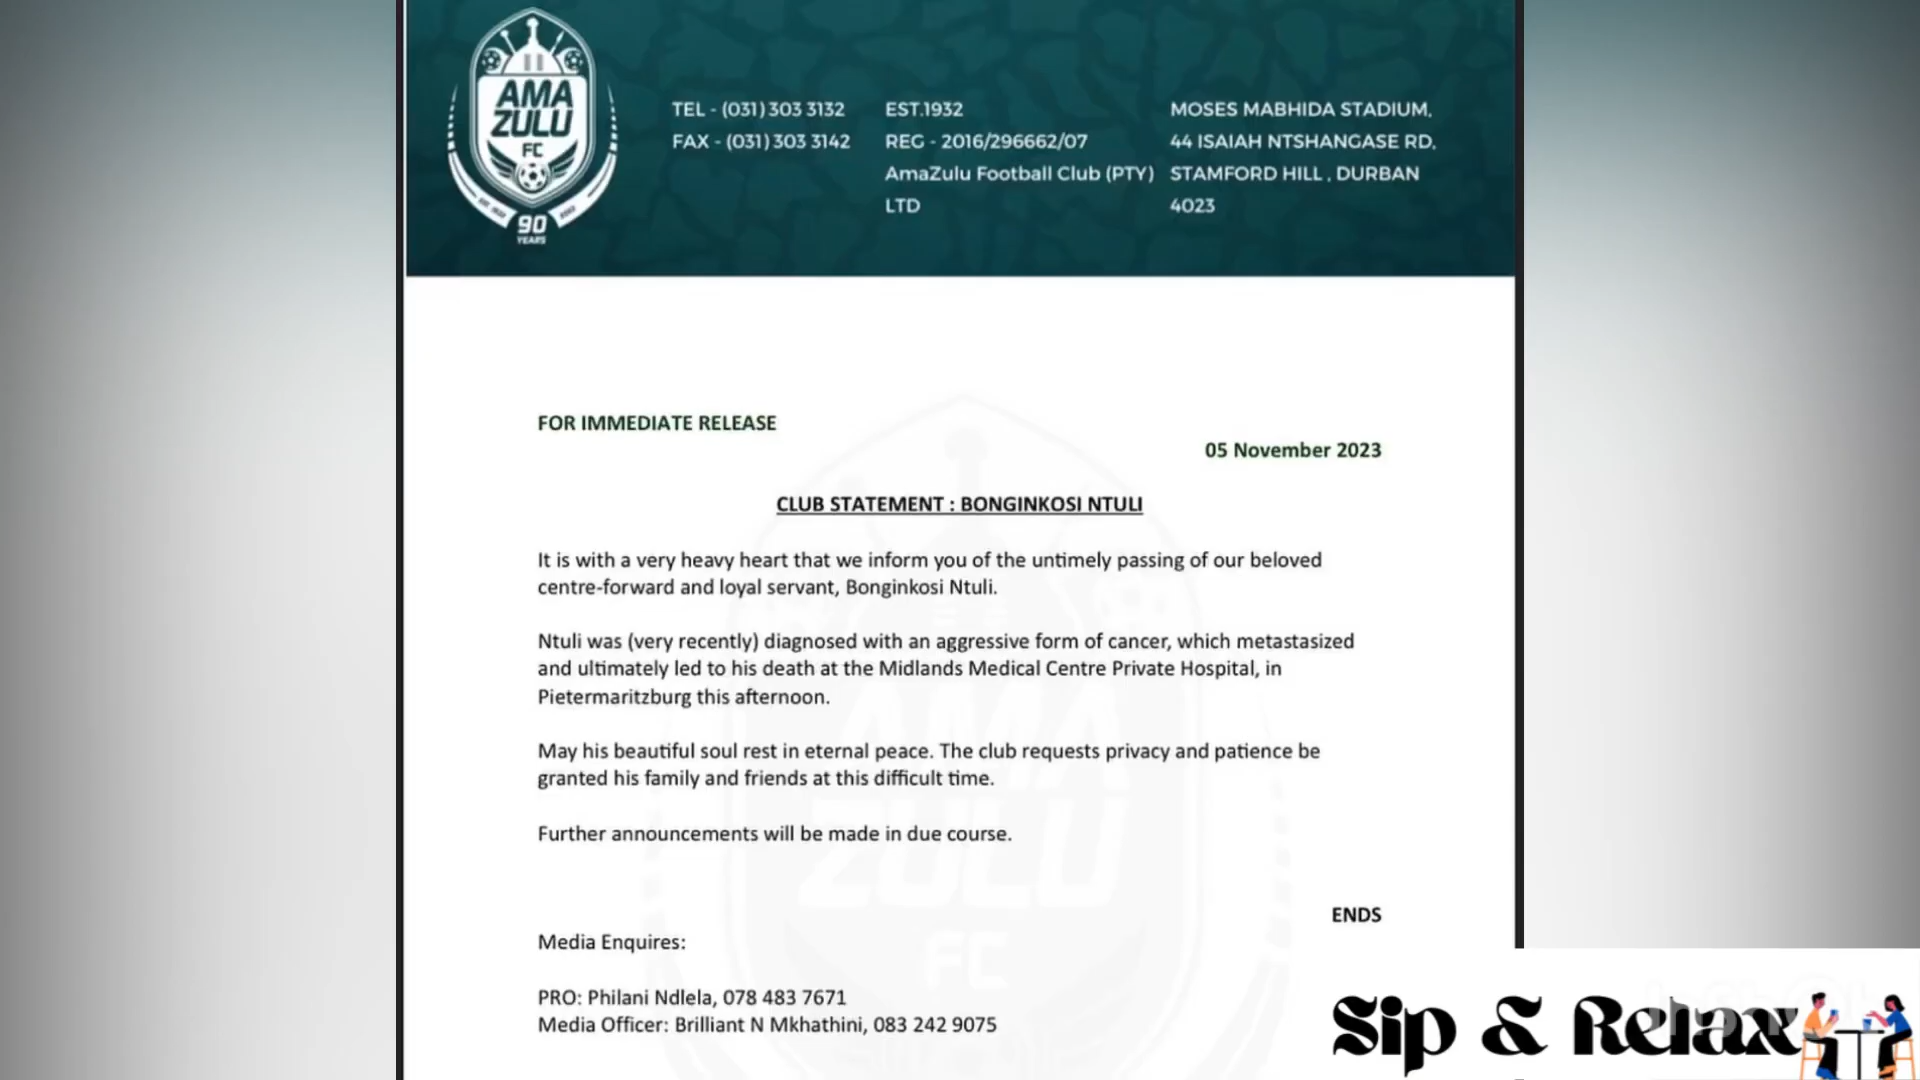 AMA
ZULU
FC
90
YEARS
TEL - (031) 303 3132
FAX - (031) 303 3142
EST.1932
REG - 2016/296662/07
AmaZulu Football Club (PTY)
LTD
MOSES MABHIDA STADIUM,
44 ISAIAH NTSHANGASE RD,
STAMFORD HILL , DURBAN
4023
FOR IMMEDIATE RELEASE
05 November 2023
CLUB STATEMENT : BONGINKOSI NTULI
It is with a very heavy heart that we inform you of the untimely passing of our beloved
centre-forward and loyal servant, Bonginkosi Ntuli.
Ntuli was (very recently) diagnosed with an aggressive form of cancer, which metastasized
and ultimately led to his death at the Midlands Medical Centre Private Hospital, in
Pietermaritzburg this afternoon.
May his beautiful soul rest in eternal peace. The club requests privacy and patience be
granted his family and friends at this difficult time.
Further announcements will be made in due course.
ENDS
Media Enquires:
PRO: Philani Ndlela, 078 483 7671
Media Officer: Brilliant N Mkhathini, 083 242 9075
AMA
ZULU
FC
Sip & Relax